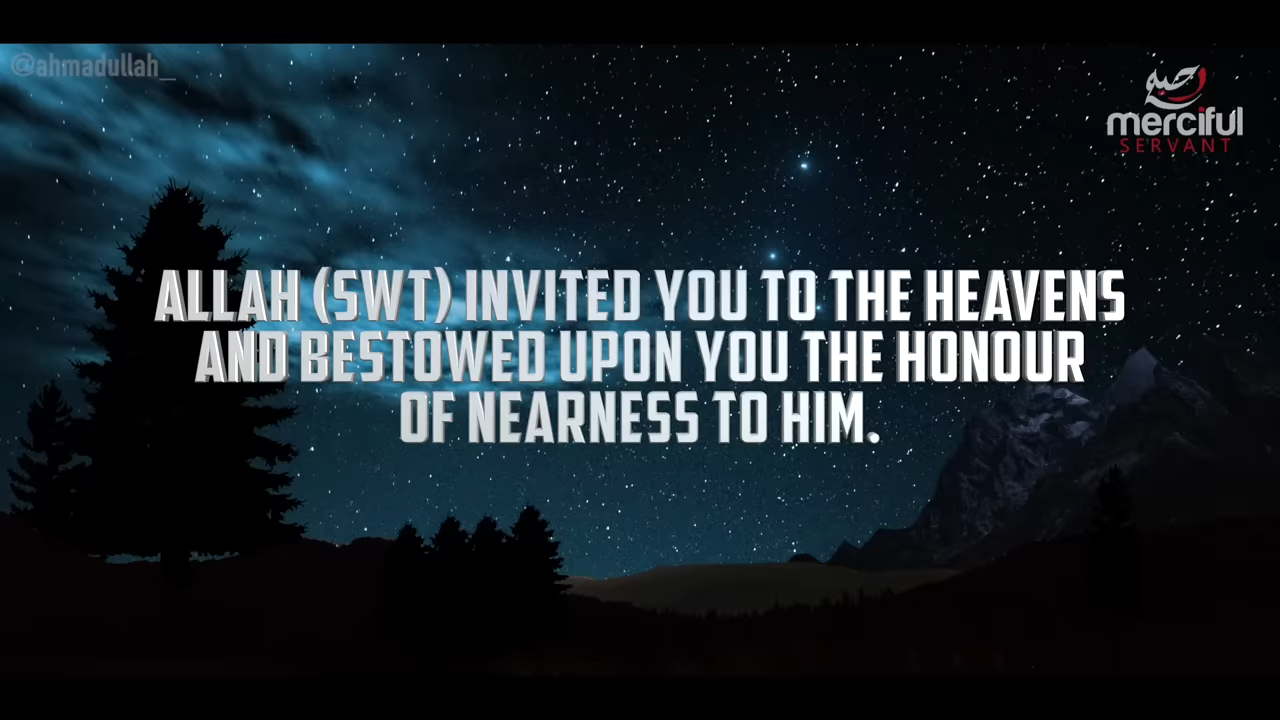 @ahmadullah_
merciful
SERVANT
ALLAH (SWT) INVITED YOU TO THE HEAVENS
AND BESTOWED UPON YOU THE HONOUR
OF NEARNESS TO HIM.